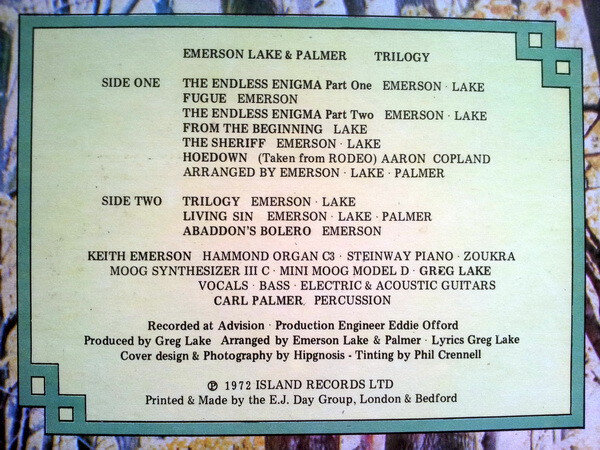 EMERSON LAKE & PALMER TRILOGY
SIDE ONE THE ENDLESS ENIGMA Part One EMERSON · LAKE
FUGUE EMERSON
THE ENDLESS ENIGMA Part Two EMERSON · LAKE
FROM THE BEGINNING LAKE
THE SHERIFF EMERSON · LAKE
HOEDOWN (Taken from RODEO) AARON COPLAND
ARRANGED BY EMERSON · LAKE · PALMER
SIDE TWO TRILOGY EMERSON · LAKE
LIVING SIN EMERSON · LAKE · PALMER
ABADDON'S BOLERO EMERSON
KEITH EMERSON HAMMOND ORGAN C3 · STEINWAY PIANO · ZOUKRA
MOOG SYNTHESIZER III C · MINI MOOG MODEL D · GREG LAKE
VOCALS · BASS · ELECTRIC & ACOUSTIC GUITARS
CARL PALMER PERCUSSION
Recorded at Advision · Production Engineer Eddie Offord
Produced by Greg Lake Arranged by Emerson Lake & Palmer · Lyrics Greg Lake
Cover design & Photography by Hipgnosis - Tinting by Phil Crennell
℗ 1972 ISLAND RECORDS LTD
Printed & Made by the E.J. Day Group, London & Bedford